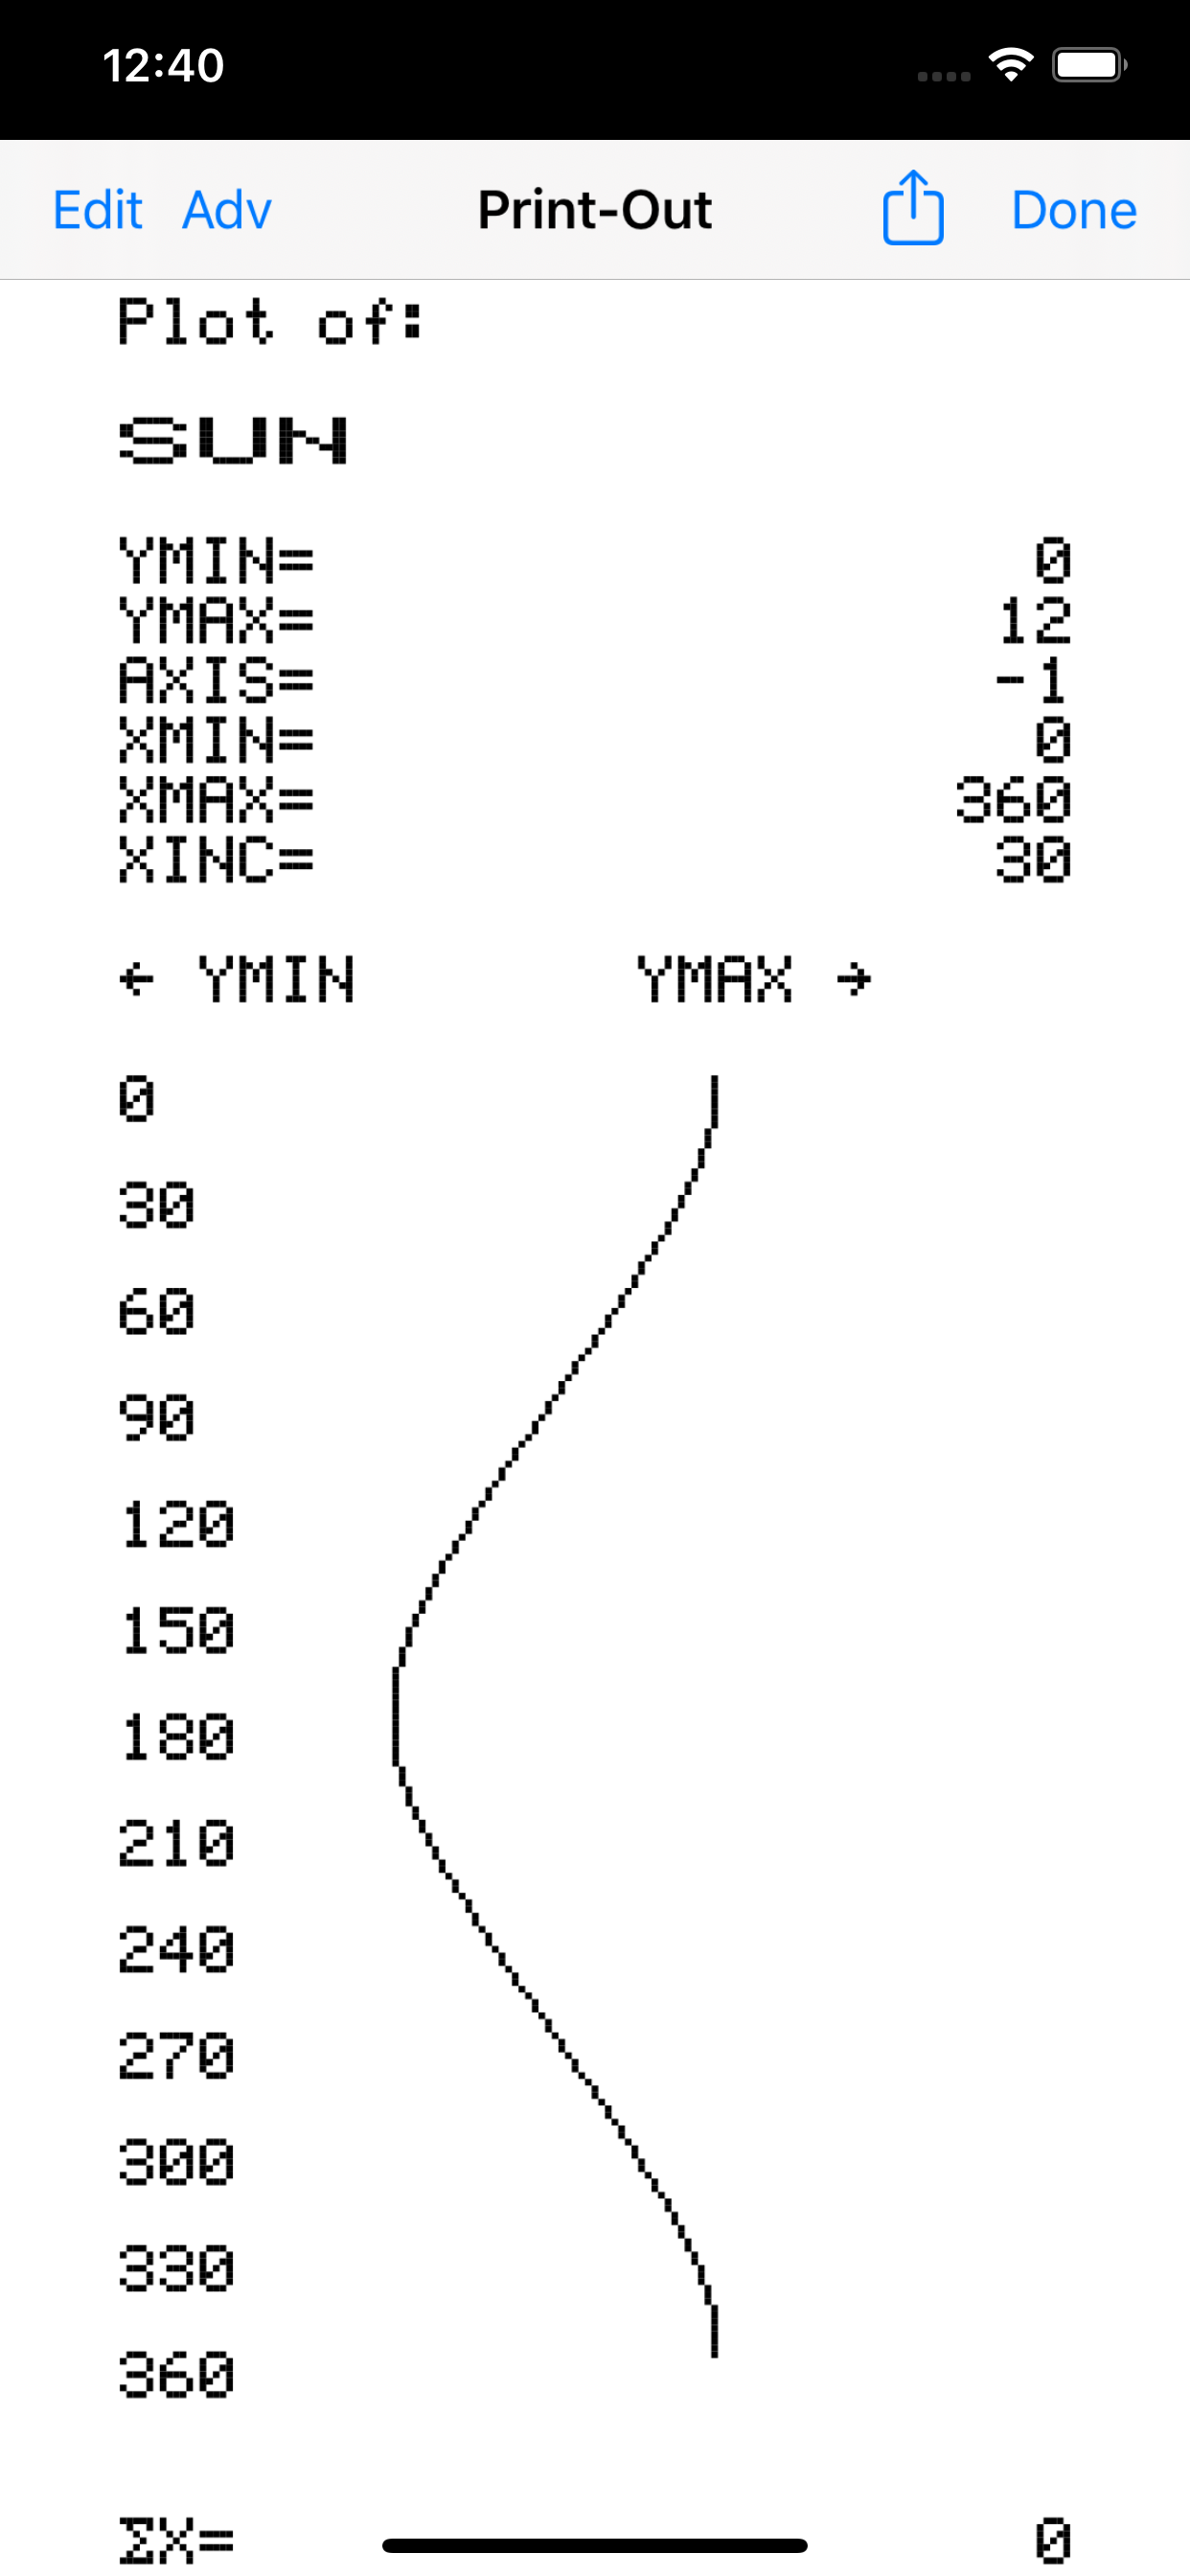 12:40
Edit Adv Print-Out Done
Plot of:
SUN
YMIN= 0
YMAX= 12
AXIS= -1
XMIN= 0
XMAX= 360
XINC= 30
← YMIN YMAX →
0
30
60
90
120
150
180
210
240
270
300
330
360
ΣX= 0